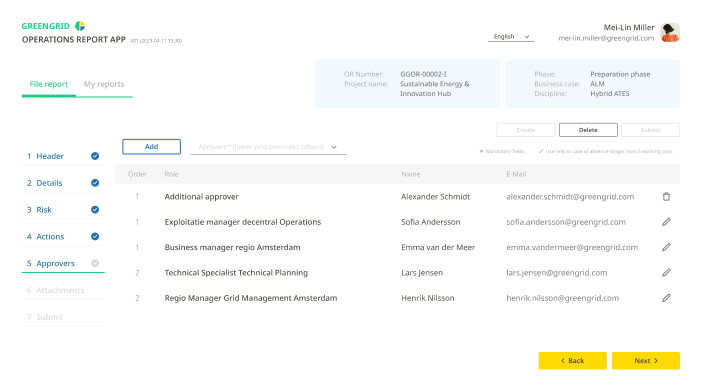 GREENGRID
OPERATIONS REPORT APP V01 (2023-04-11 13:30)
English
Mei-Lin Miller
mei-lin.miller@greengrid.com
File report
My reports
OR Number: GGOR-00002-I
Project name: Sustainable Energy &
Innovation Hub
Phase: Preparation phase
Business case: ALM
Discipline: Hybrid ATES
Create
Delete
Submit
Add
Aprovers* (lower prio overrules others)
* Mandatory fields
Use only in case of absence longer than 5 working days.
1 Header
2 Details
3 Risk
4 Actions
5 Approvers
6 Attachments
7 Submit
Order Role Name E-Mail
1 Additional approver Alexander Schmidt alexander.schmidt@greengrid.com
1 Exploitatie manager decentral Operations Sofia Andersson sofia.andersson@greengrid.com
1 Business manager regio Amsterdam Emma van der Meer emma.vandermeer@greengrid.com
2 Technical Specialist Technical Planning Lars Jensen lars.jensen@greengrid.com
2 Regio Manager Grid Management Amsterdam Henrik Nilsson henrik.nilsson@greengrid.com
< Back
Next >